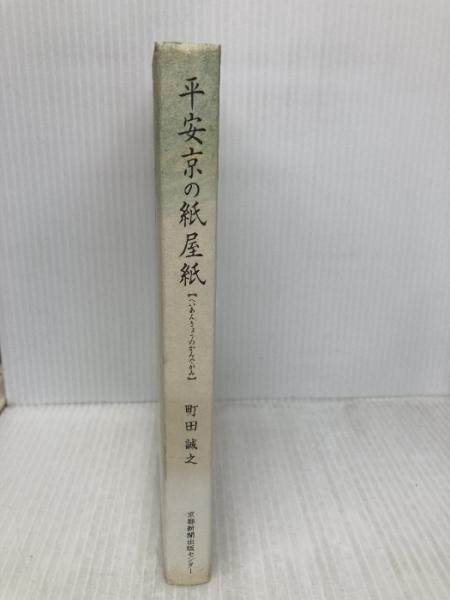 平安京の紙屋紙
【へいあんきょうのかんやがみ】
町田誠之
京都新聞出版センター